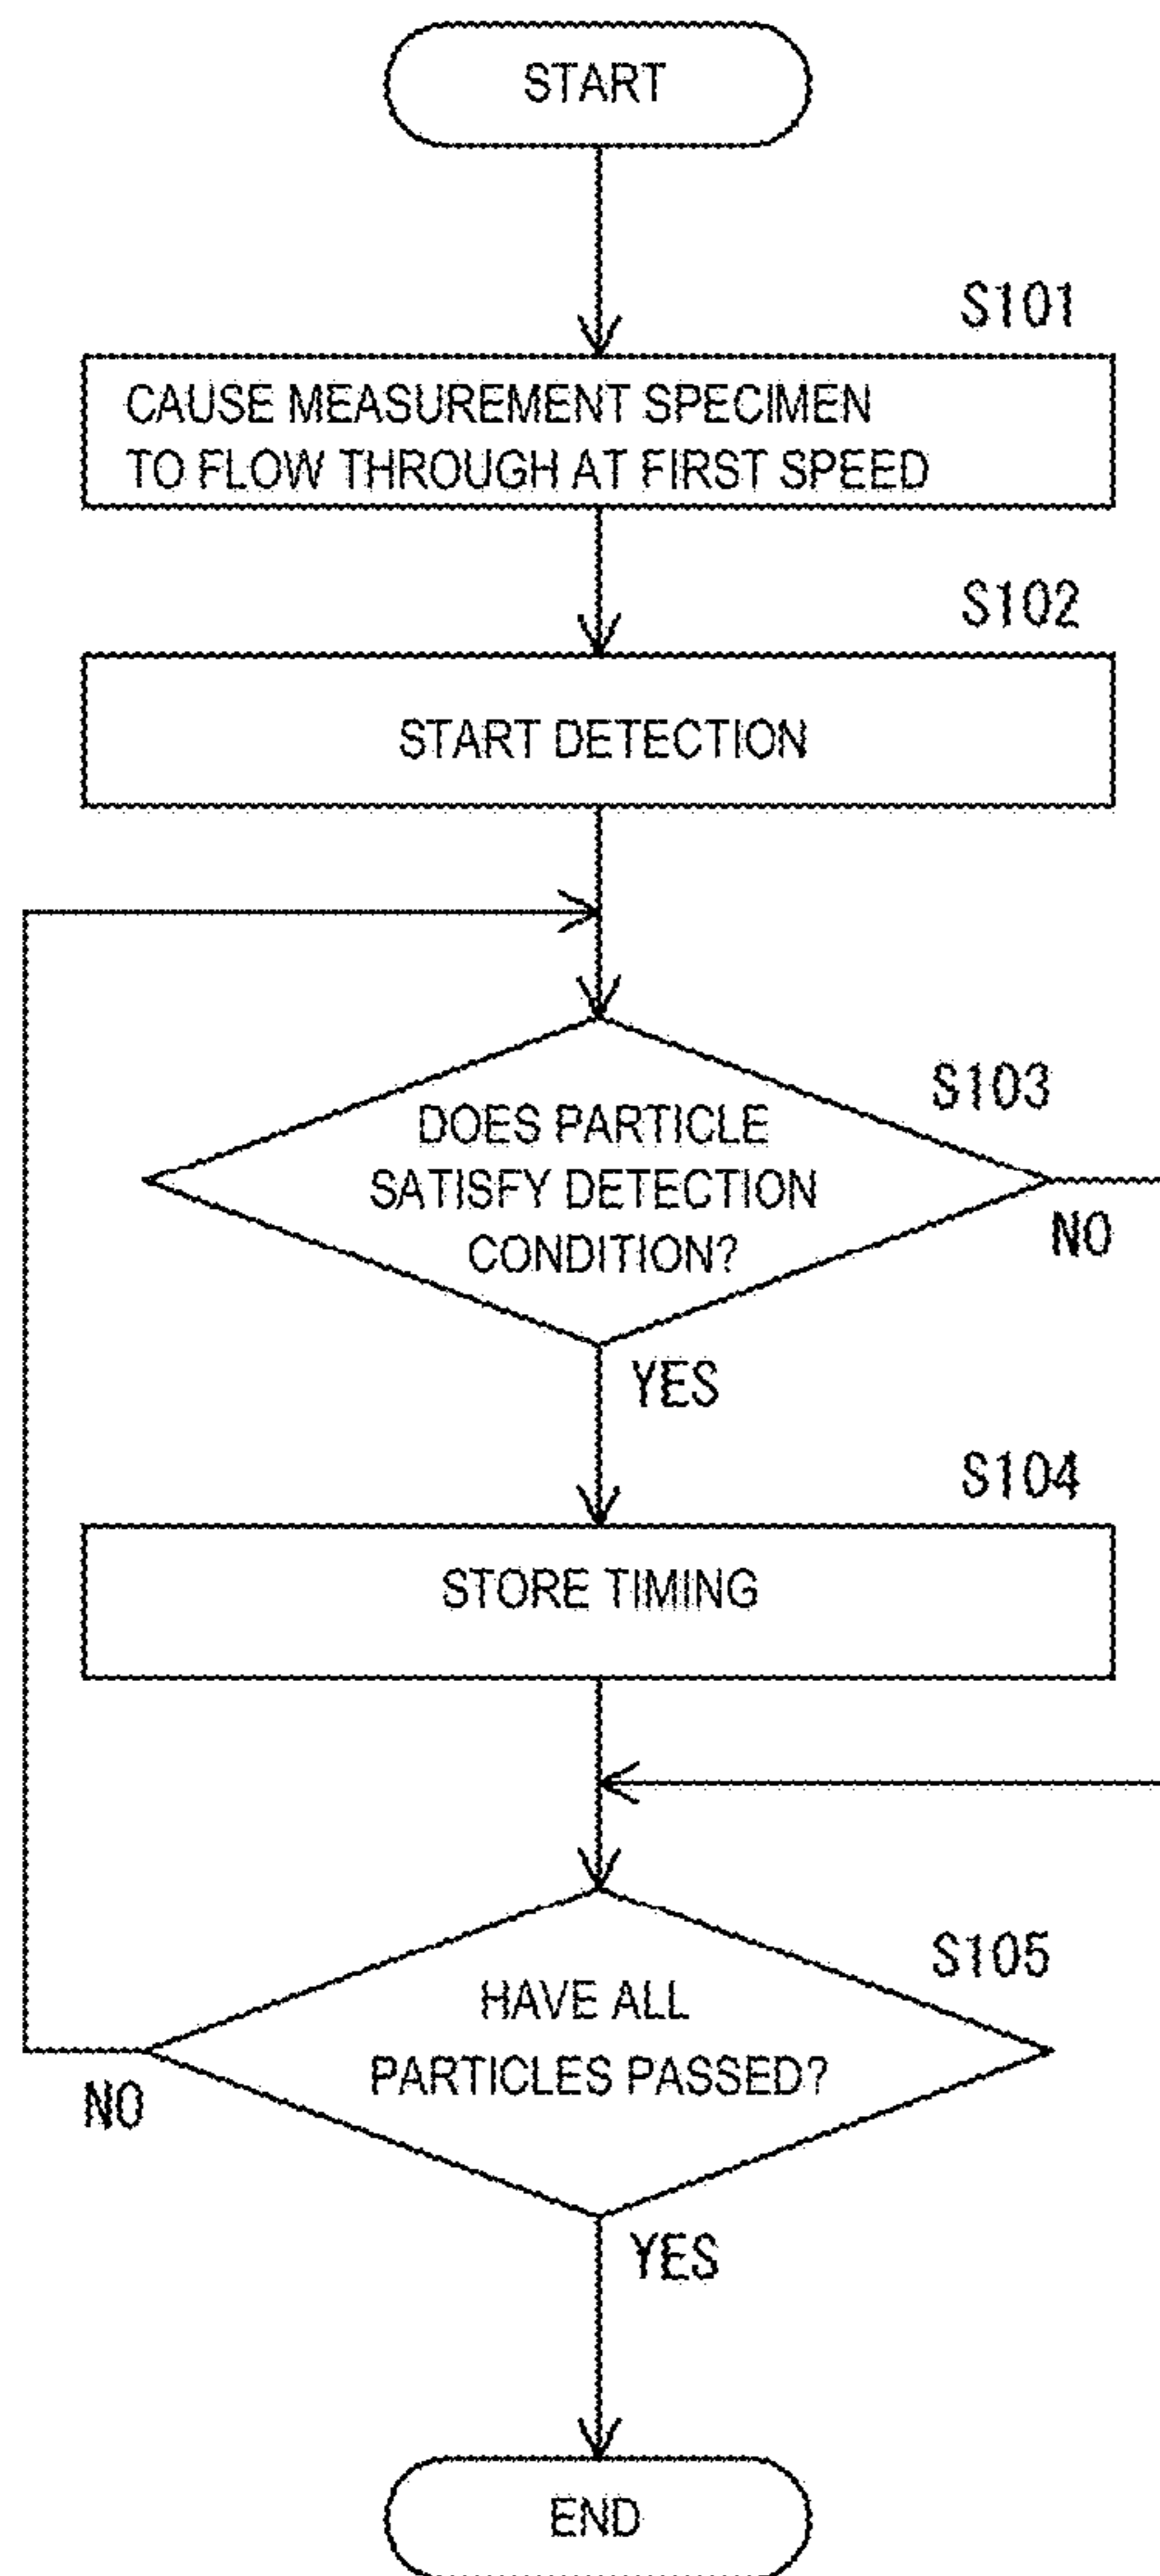 START
S101
CAUSE MEASUREMENT SPECIMEN
TO FLOW THROUGH AT FIRST SPEED
S102
START DETECTION
S103
DOES PARTICLE
SATISFY DETECTION
CONDITION?
NO
YES
S104
STORE TIMING
S105
HAVE ALL
PARTICLES PASSED?
NO
YES
END